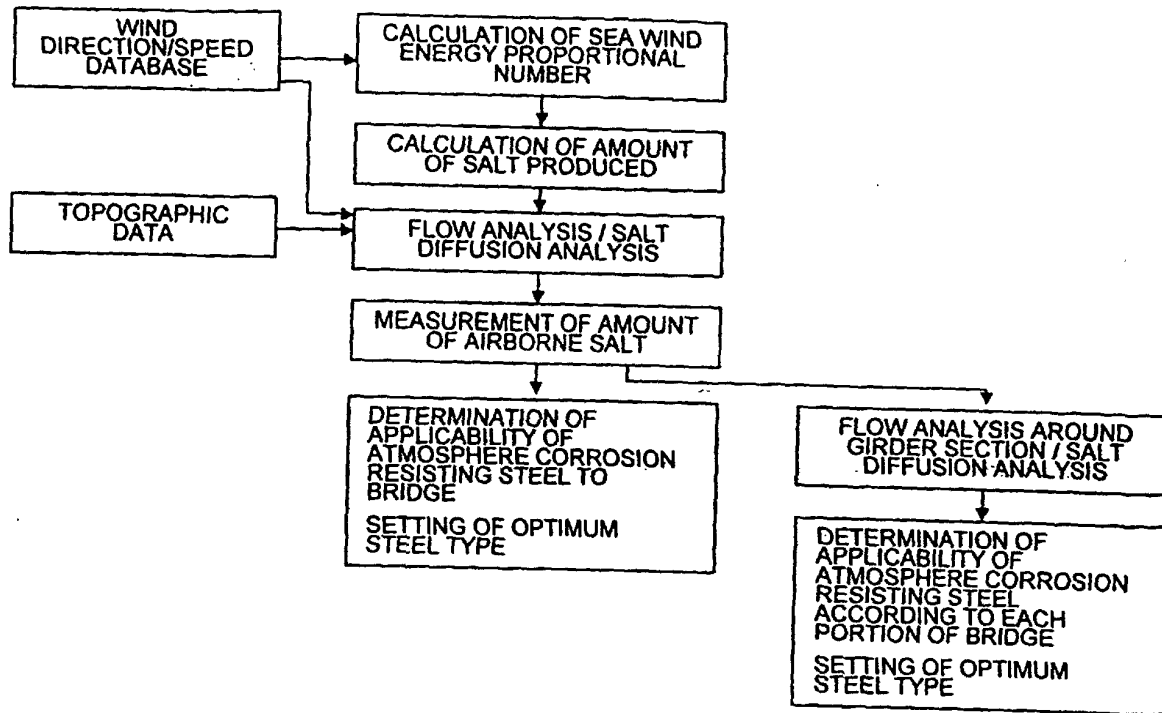 WIND
DIRECTION/SPEED
DATABASE
CALCULATION OF SEA WIND
ENERGY PROPORTIONAL
NUMBER
CALCULATION OF AMOUNT
OF SALT PRODUCED
TOPOGRAPHIC
DATA
FLOW ANALYSIS / SALT
DIFFUSION ANALYSIS
MEASUREMENT OF AMOUNT
OF AIRBORNE SALT
DETERMINATION OF
APPLICABILITY OF
ATMOSPHERE CORROSION
RESISTING STEEL TO
BRIDGE
SETTING OF OPTIMUM
STEEL TYPE
FLOW ANALYSIS AROUND
GIRDER SECTION / SALT
DIFFUSION ANALYSIS
DETERMINATION OF
APPLICABILITY OF
ATMOSPHERE CORROSION
RESISTING STEEL
ACCORDING TO EACH
PORTION OF BRIDGE
SETTING OF OPTIMUM
STEEL TYPE